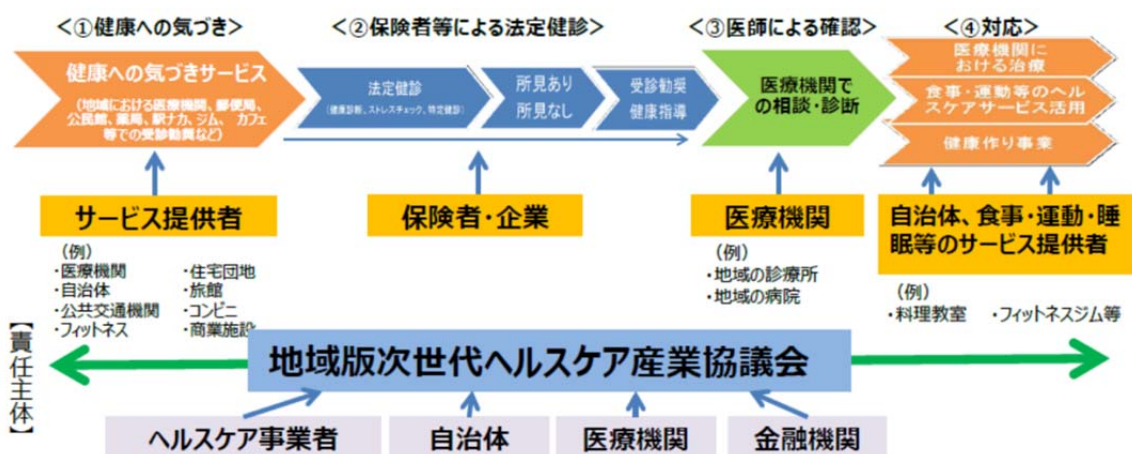 <①健康への気づき>
<②保険者等による法定健診>
<③医師による確認>
<④対応>
健康への気づきサービス
(地域における医療機関、郵便局、
公民館、薬局、駅ナカ、ジム、カフェ
等での受診勧奨など)
法定健診
(健康診断、ストレスチェック、特定健診)
所見あり
所見なし
受診勧奨
健康指導
医療機関で
の相談・診断
医療機関に
おける治療
食事・運動等のヘル
スケアサービス活用
健康作り事業
サービス提供者
保険者・企業
医療機関
自治体、食事・運動・睡
眠等のサービス提供者
(例)
・医療機関
・自治体
・公共交通機関
・フィットネス
・住宅団地
・旅館
・コンビニ
・商業施設
(例)
・地域の診療所
・地域の病院
(例)
・料理教室 ・フィットネスジム等
【責任主体】
地域版次世代ヘルスケア産業協議会
ヘルスケア事業者
自治体
医療機関
金融機関